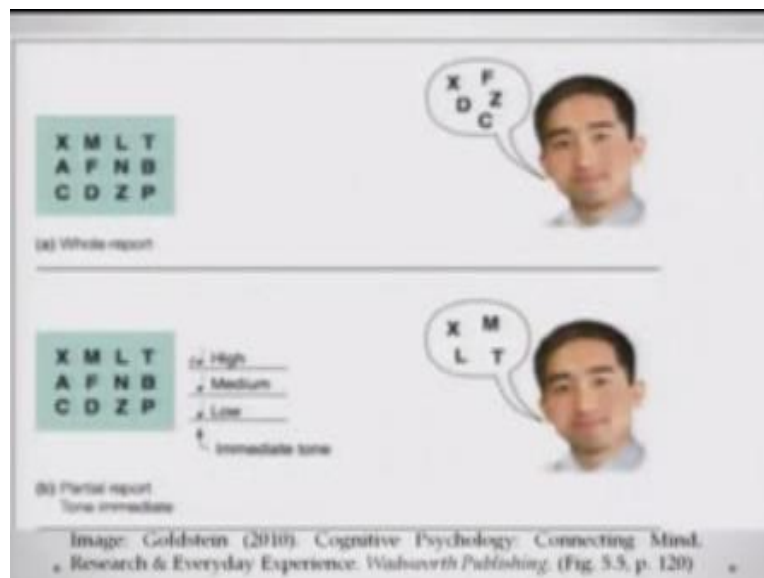 X F
D Z
C
X M L T
A F N B
C D Z P
(a) Whole report
X M
L T
X M L T
A F N B
C D Z P
High
Medium
Low
Immediate tone
(b) Partial report
Tone immediate
Image: Goldstein (2010). Cognitive Psychology: Connecting Mind,
Research & Everyday Experience. Wadsworth Publishing. (Fig. 5.5, p. 120)